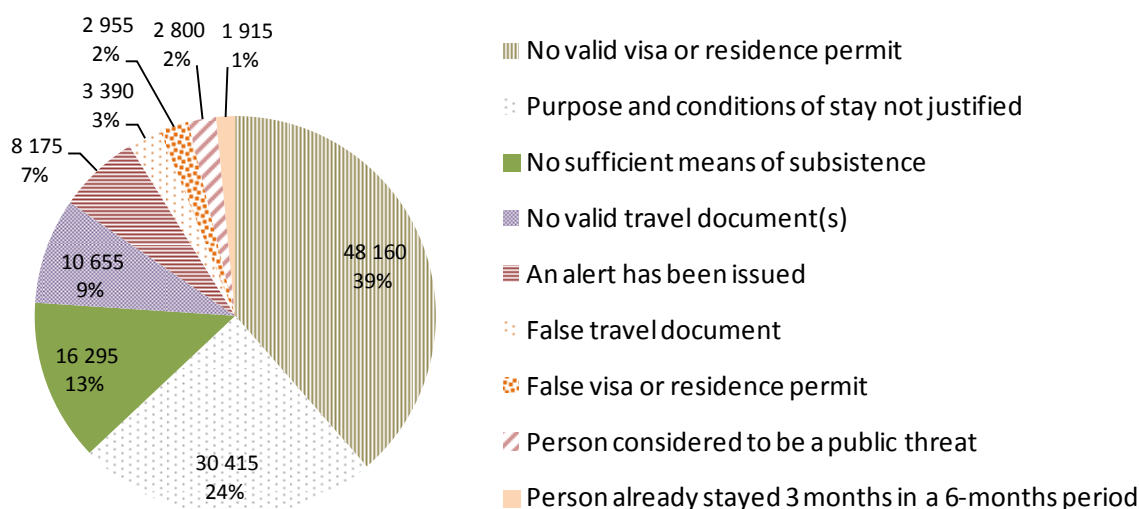 2 955
2%
2 800
2%
1 915
1%
3 390
3%
8 175
7%
10 655
9%
16 295
13%
30 415
24%
48 160
39%
No valid visa or residence permit
Purpose and conditions of stay not justified
No sufficient means of subsistence
No valid travel document(s)
An alert has been issued
False travel document
False visa or residence permit
Person considered to be a public threat
Person already stayed 3 months in a 6-months period